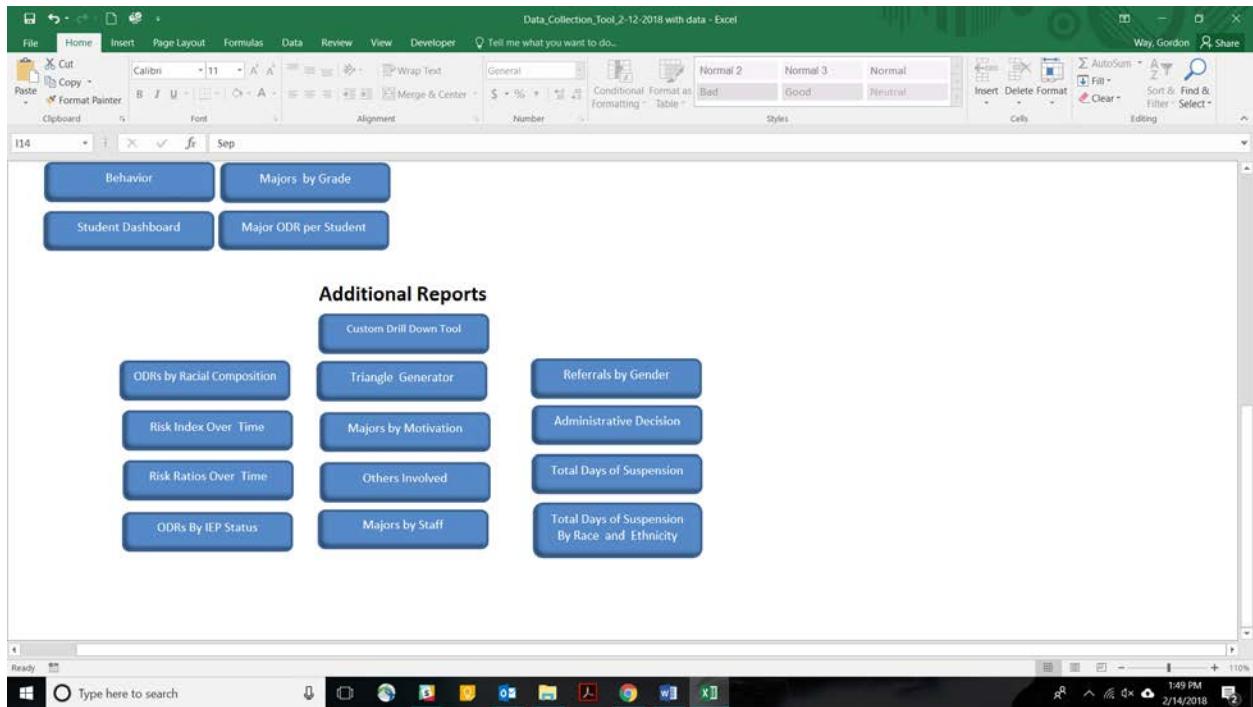 Data_Collection_Tool_2-12-2018 with data - Excel
File Home Insert Page Layout Formulas Data Review View Developer Tell me what you want to do... Way, Gordon Share
Paste
Cut
Copy
Format Painter
Clipboard
Calibri 11
B I U
Font
Wrap Text
Merge & Center
Alignment
General
$ % ,
Number
Conditional Formatting
Format as Table
Normal 2 Normal 3 Normal
Bad Good Neutral
Styles
Insert Delete Format
Cells
AutoSum
Fill
Clear
Sort & Filter
Find & Select
Editing
I14 fx Sep
Behavior Majors by Grade
Student Dashboard Major ODR per Student
Additional Reports
Custom Drill Down Tool
ODRs by Racial Composition Triangle Generator Referrals by Gender
Risk Index Over Time Majors by Motivation Administrative Decision
Risk Ratios Over Time Others Involved Total Days of Suspension
ODRs By IEP Status Majors by Staff Total Days of Suspension
By Race and Ethnicity
Ready 110%
Type here to search 1:49 PM
2/14/2018